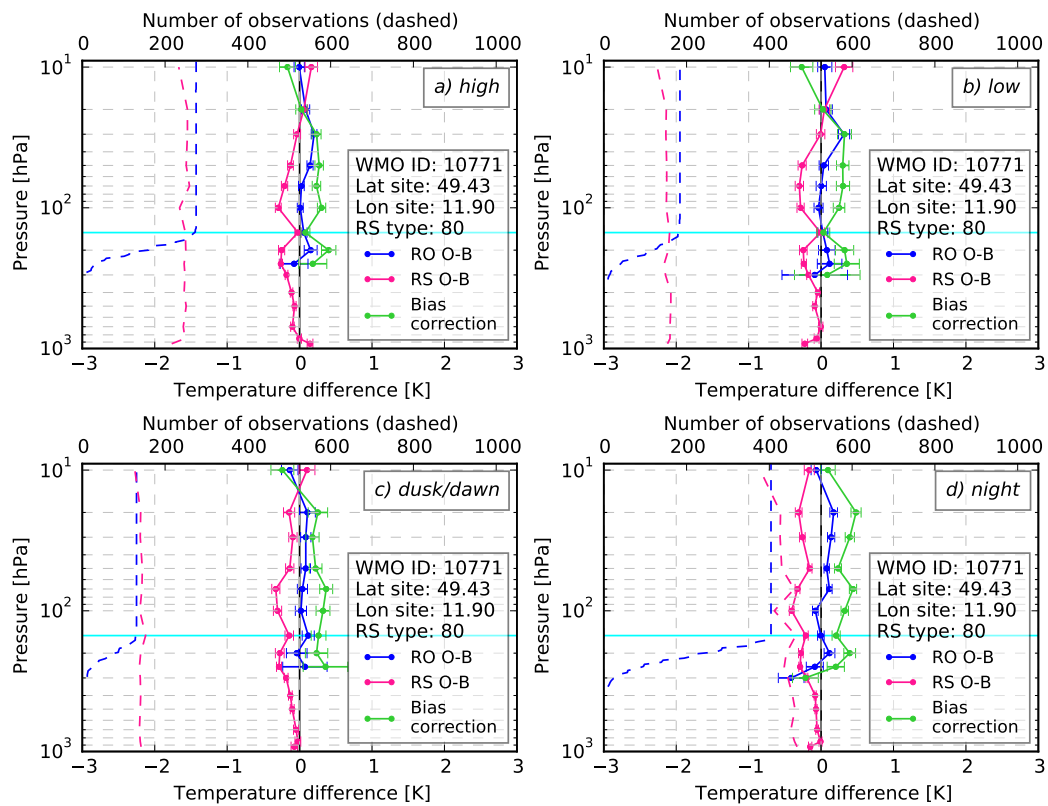 Number of observations (dashed)
0 200 400 600 800 1000
Pressure [hPa]
10¹
10²
10³
a) high
WMO ID: 10771
Lat site: 49.43
Lon site: 11.90
RS type: 80
RO O-B
RS O-B
Bias
correction
−3 −2 −1 0 1 2 3
Temperature difference [K]
Number of observations (dashed)
0 200 400 600 800 1000
Pressure [hPa]
10¹
10²
10³
b) low
WMO ID: 10771
Lat site: 49.43
Lon site: 11.90
RS type: 80
RO O-B
RS O-B
Bias
correction
−3 −2 −1 0 1 2 3
Temperature difference [K]
Number of observations (dashed)
0 200 400 600 800 1000
Pressure [hPa]
10¹
10²
10³
c) dusk/dawn
WMO ID: 10771
Lat site: 49.43
Lon site: 11.90
RS type: 80
RO O-B
RS O-B
Bias
correction
−3 −2 −1 0 1 2 3
Temperature difference [K]
Number of observations (dashed)
0 200 400 600 800 1000
Pressure [hPa]
10¹
10²
10³
d) night
WMO ID: 10771
Lat site: 49.43
Lon site: 11.90
RS type: 80
RO O-B
RS O-B
Bias
correction
−3 −2 −1 0 1 2 3
Temperature difference [K]